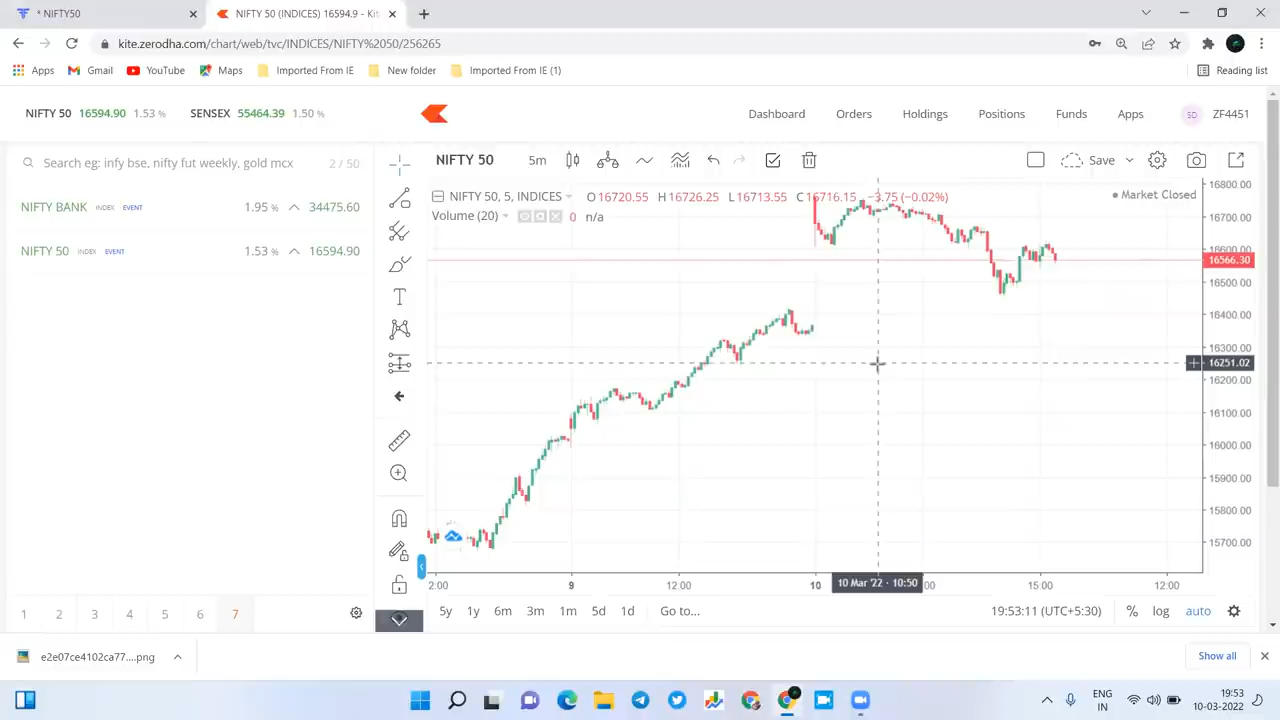 * NIFTY50
NIFTY 50 (INDICES) 16594.9 - Kit
kite.zerodha.com/chart/web/tvc/INDICES/NIFTY%2050/256265
Apps Gmail YouTube Maps Imported From IE New folder Imported From IE (1) Reading list
NIFTY 50 16594.90 1.53 % SENSEX 55464.39 1.50 %
Dashboard Orders Holdings Positions Funds Apps SD ZF4451
Search eg: infy bse, nifty fut weekly, gold mcx 2 / 50
NIFTY BANK INDEX EVENT 1.95 % 34475.60
NIFTY 50 INDEX EVENT 1.53 % 16594.90
NIFTY 50 5m Save
NIFTY 50, 5, INDICES O16720.55 H16726.25 L16713.55 C16716.15 −3.75 (−0.02%)
Market Closed
Volume (20) 0 n/a
16800.00
16700.00
16600.00
16566.30
16500.00
16400.00
16300.00
16251.02
16200.00
16100.00
16000.00
15900.00
15800.00
15700.00
2:00 9 12:00 10 10 Mar '22 · 10:50 :00 15:00 12:00
5y 1y 6m 3m 1m 5d 1d Go to... 19:53:11 (UTC+5:30) % log auto
1 2 3 4 5 6 7
e2e07ce4102ca77....png Show all
ENG
IN
19:53
10-03-2022